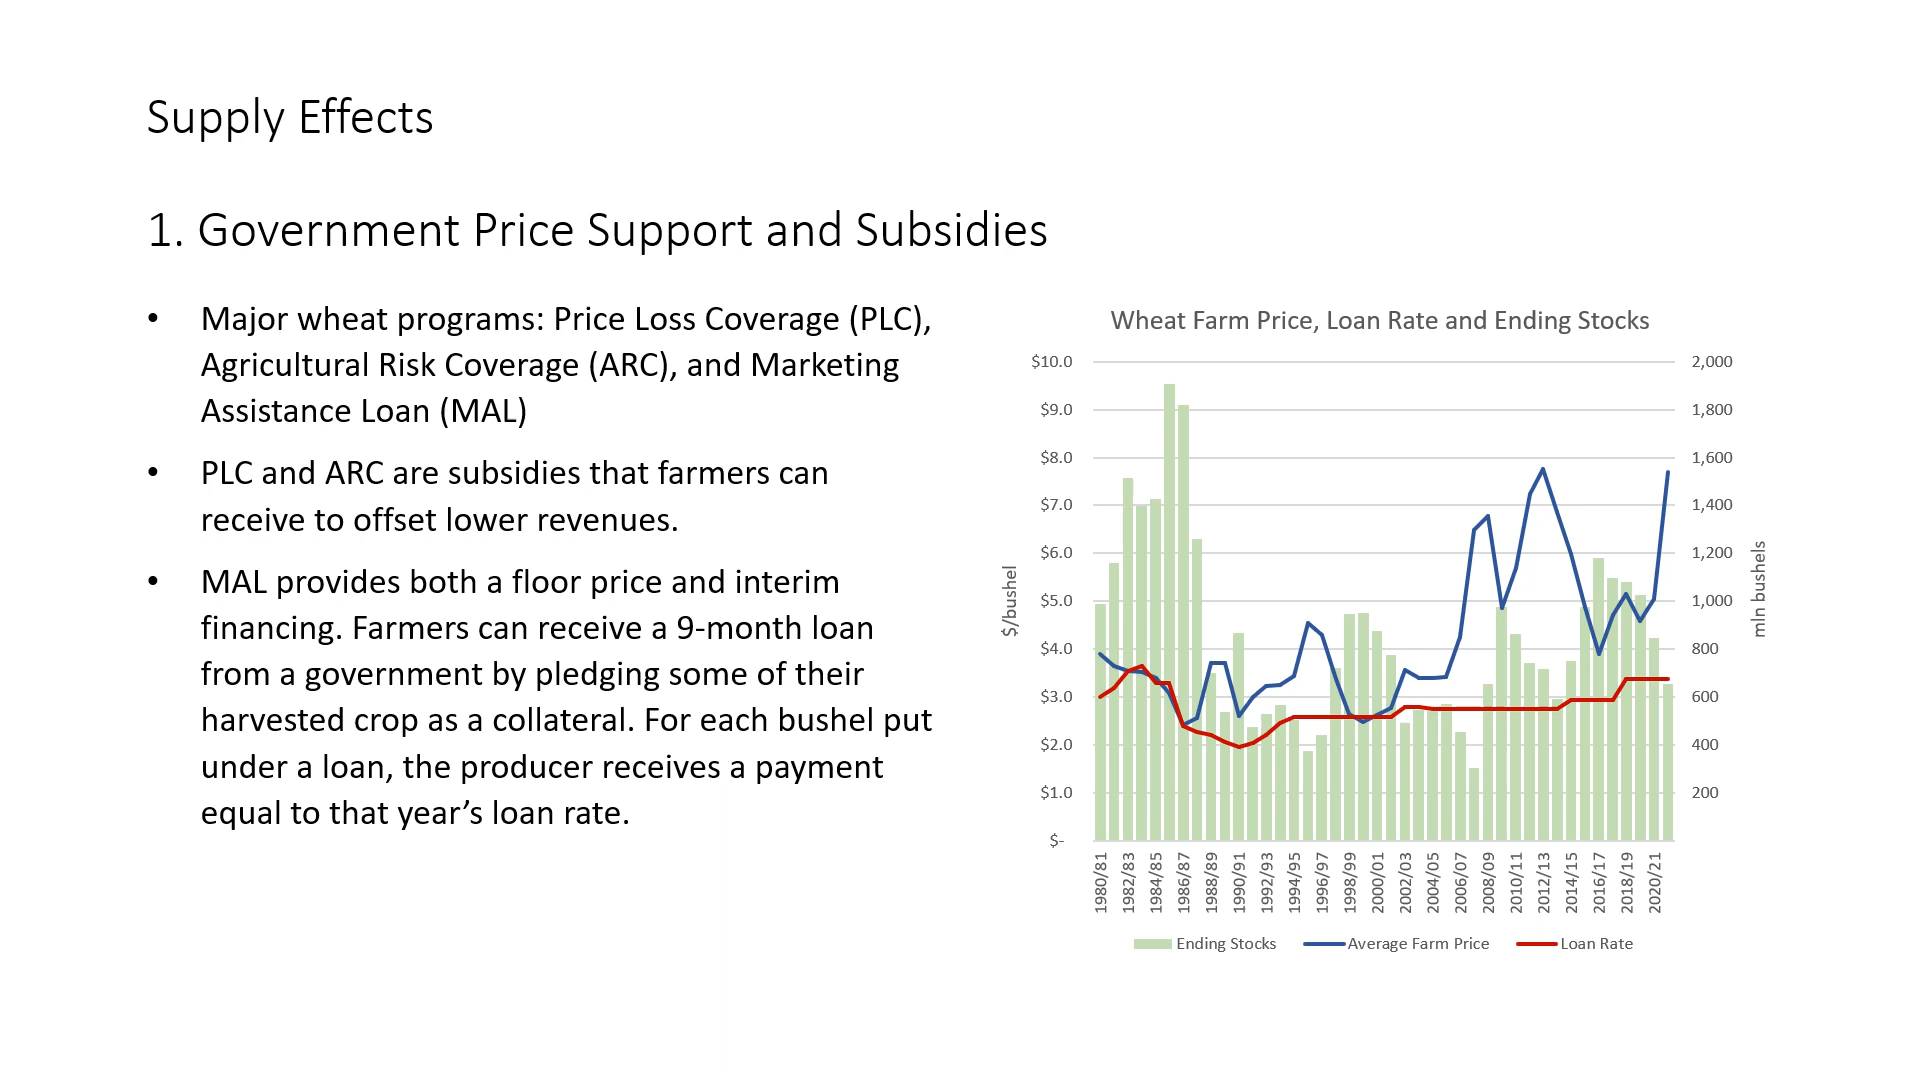 Supply Effects
1. Government Price Support and Subsidies
• Major wheat programs: Price Loss Coverage (PLC),
Agricultural Risk Coverage (ARC), and Marketing
Assistance Loan (MAL)
• PLC and ARC are subsidies that farmers can
receive to offset lower revenues.
• MAL provides both a floor price and interim
financing. Farmers can receive a 9-month loan
from a government by pledging some of their
harvested crop as a collateral. For each bushel put
under a loan, the producer receives a payment
equal to that year’s loan rate.
Wheat Farm Price, Loan Rate and Ending Stocks
$/bushel
$10.0
$9.0
$8.0
$7.0
$6.0
$5.0
$4.0
$3.0
$2.0
$1.0
$-
2,000
1,800
1,600
1,400
1,200
1,000
800
600
400
200
mln bushels
1980/81
1982/83
1984/85
1986/87
1988/89
1990/91
1992/93
1994/95
1996/97
1998/99
2000/01
2002/03
2004/05
2006/07
2008/09
2010/11
2012/13
2014/15
2016/17
2018/19
2020/21
Ending Stocks
Average Farm Price
Loan Rate